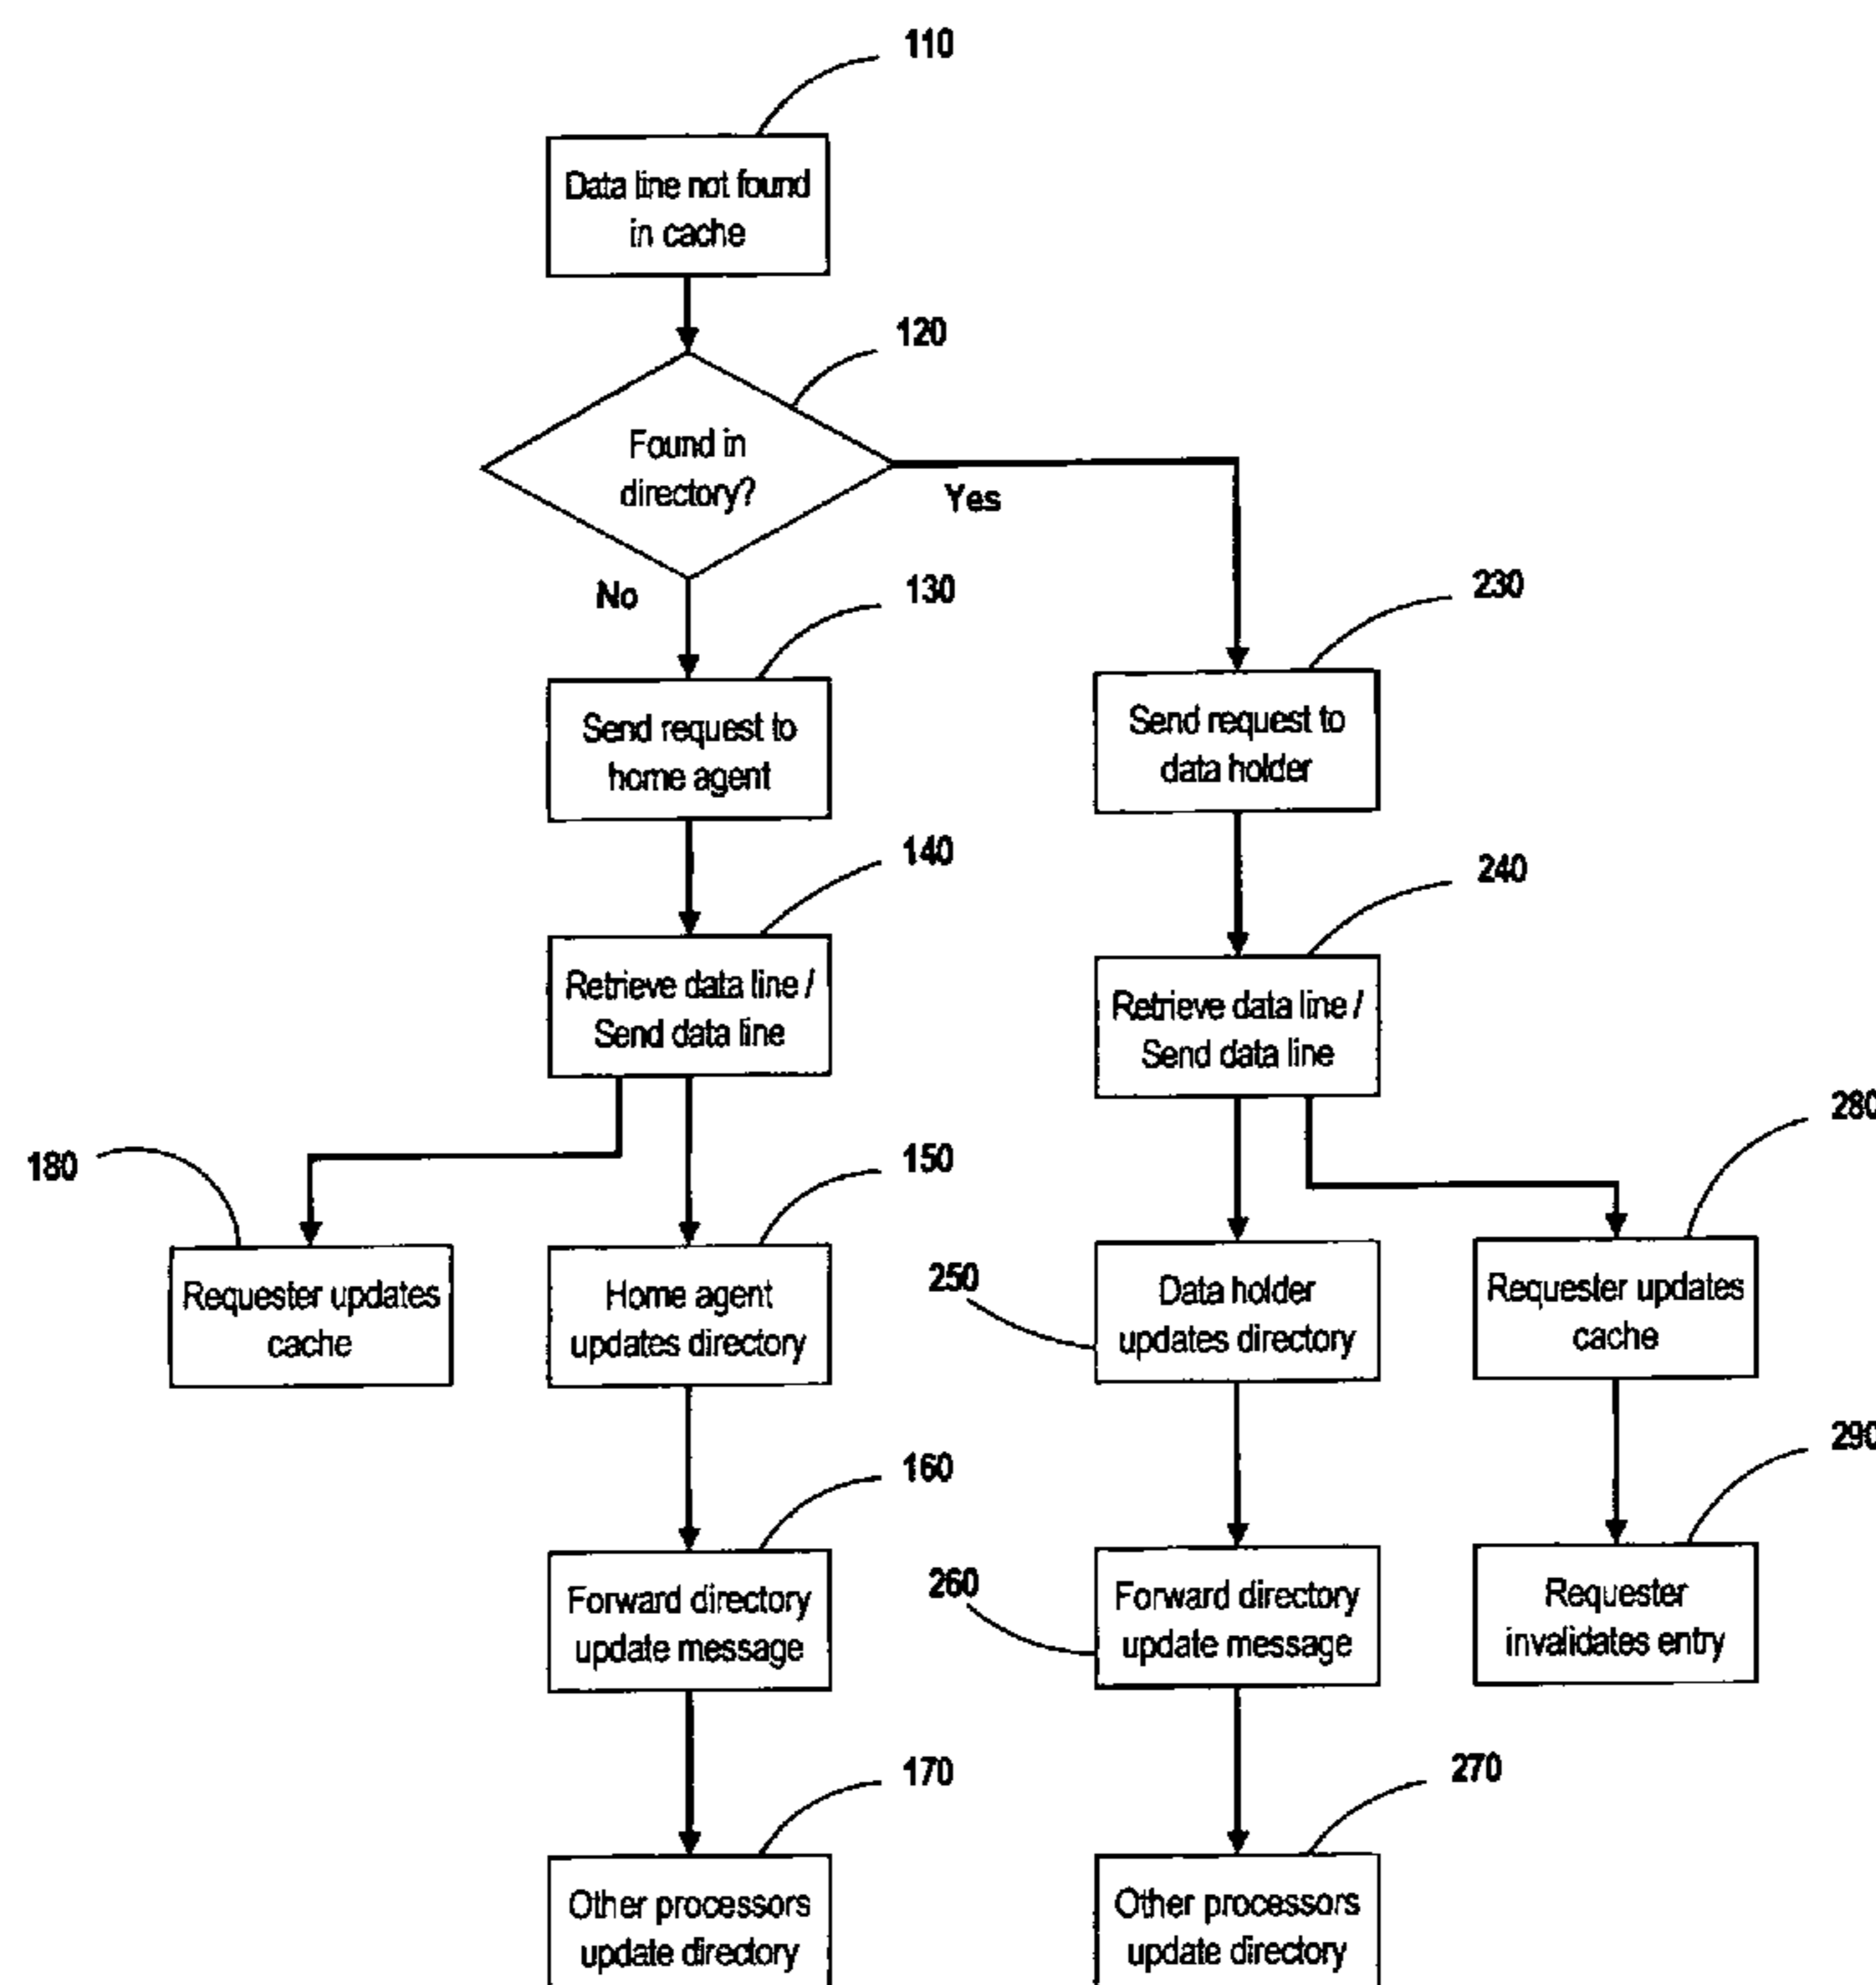 110
Data line not found
in cache
120
Found in
directory?
Yes
No
130
230
Send request to
home agent
Send request to
data holder
140
240
Retrieve data line /
Send data line
Retrieve data line /
Send data line
280
180
150
Requester updates
cache
Home agent
updates directory
250
Data holder
updates directory
Requester updates
cache
290
160
Forward directory
update message
260
Forward directory
update message
Requester
invalidates entry
170
270
Other processors
update directory
Other processors
update directory